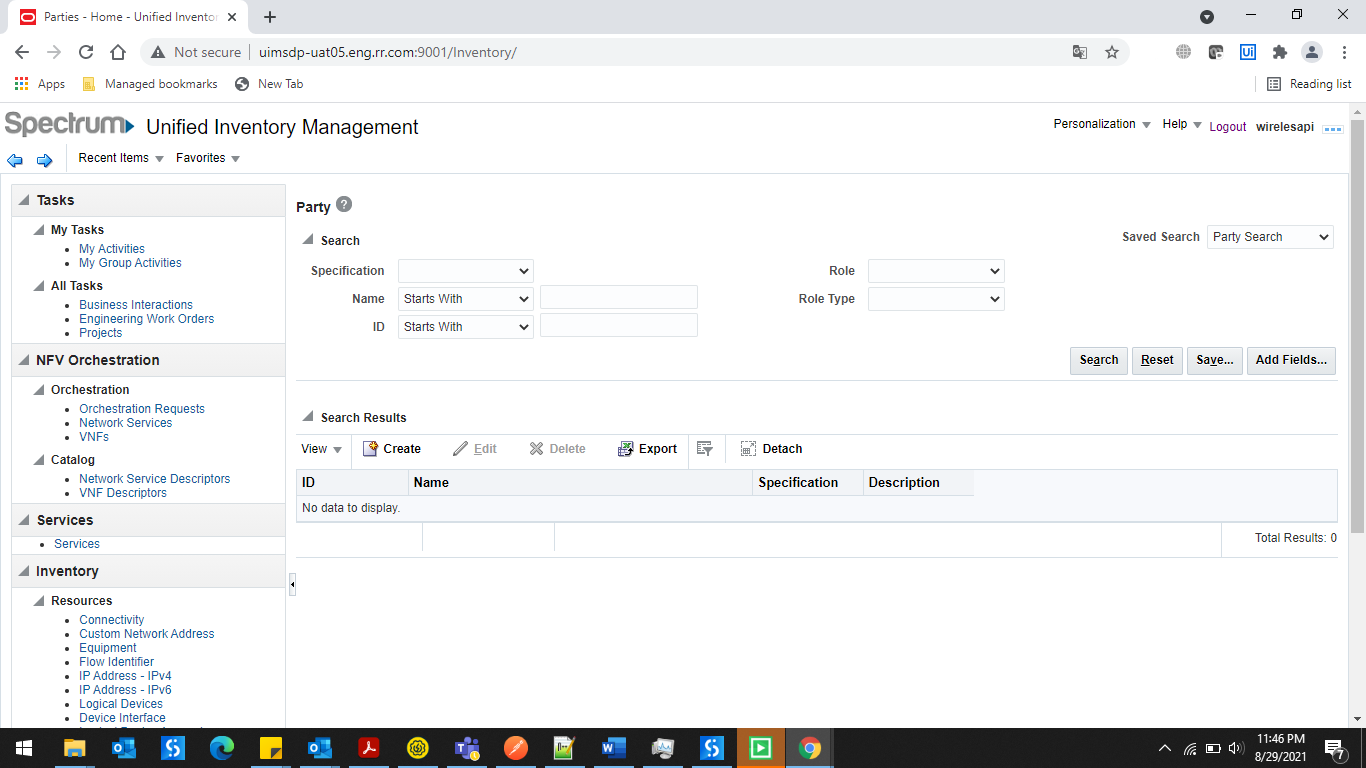 Parties - Home - Unified Invento
Not secure | uimsdp-uat05.eng.rr.com:9001/Inventory/
Ui
Apps Managed bookmarks New Tab Reading list
Spectrum Unified Inventory Management
Personalization Help Logout wirelesapi
Recent Items Favorites
Tasks
My Tasks
My Activities
My Group Activities
All Tasks
Business Interactions
Engineering Work Orders
Projects
NFV Orchestration
Orchestration
Orchestration Requests
Network Services
VNFs
Catalog
Network Service Descriptors
VNF Descriptors
Services
Services
Inventory
Resources
Connectivity
Custom Network Address
Equipment
Flow Identifier
IP Address - IPv4
IP Address - IPv6
Logical Devices
Device Interface
Party ?
Search
Saved Search Party Search
Specification Role
Name Starts With Role Type
ID Starts With
Search Reset Save... Add Fields...
Search Results
View Create Edit Delete Export Detach
ID Name Specification Description
No data to display.
Total Results: 0
11:46 PM
8/29/2021
7